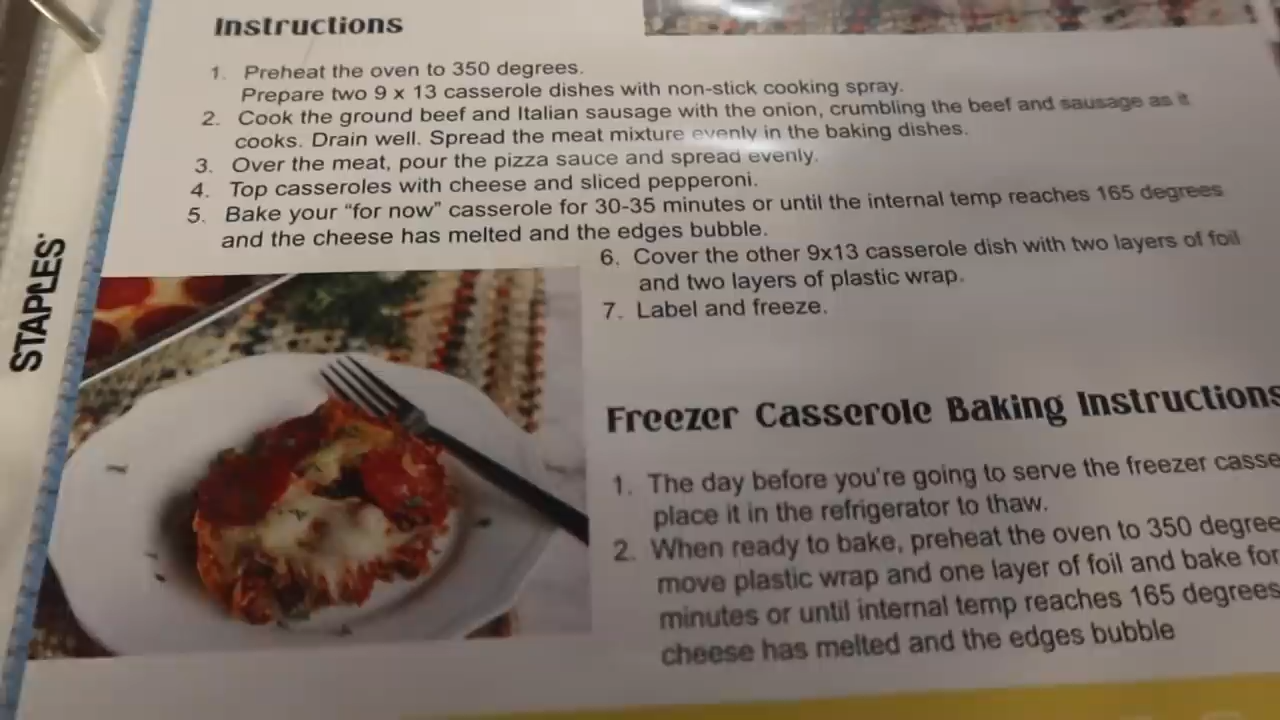 STAPLES
Instructions
1. Preheat the oven to 350 degrees.
Prepare two 9 x 13 casserole dishes with non-stick cooking spray.
2. Cook the ground beef and Italian sausage with the onion, crumbling the beef and sausage as it
cooks. Drain well. Spread the meat mixture evenly in the baking dishes.
3. Over the meat, pour the pizza sauce and spread evenly.
4. Top casseroles with cheese and sliced pepperoni.
5. Bake your “for now” casserole for 30-35 minutes or until the internal temp reaches 165 degrees
and the cheese has melted and the edges bubble.
6. Cover the other 9x13 casserole dish with two layers of foil
and two layers of plastic wrap.
7. Label and freeze.
Freezer Casserole Baking Instructions
1. The day before you're going to serve the freezer casse
place it in the refrigerator to thaw.
2. When ready to bake, preheat the oven to 350 degree
move plastic wrap and one layer of foil and bake for
minutes or until internal temp reaches 165 degrees
cheese has melted and the edges bubble